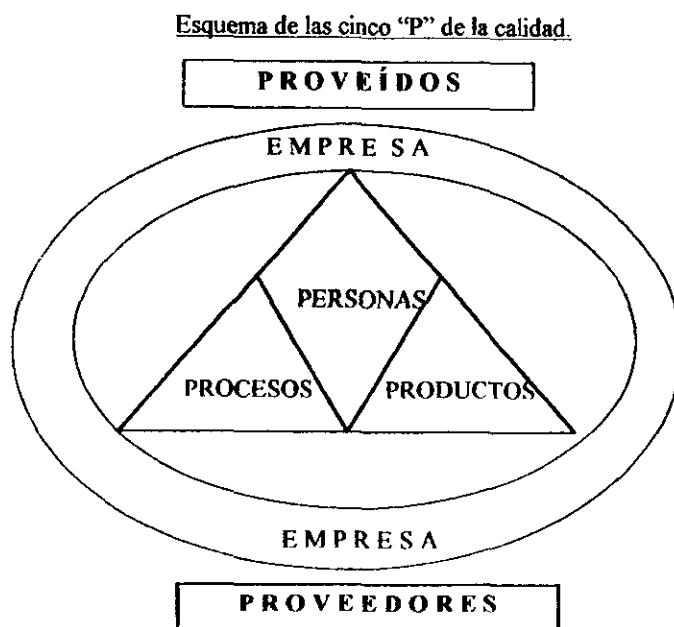 Esquema de las cinco “P” de la calidad.
PROVEÍDOS
EMPRESA
PERSONAS
PROCESOS PRODUCTOS
EMPRESA
PROVEEDORES